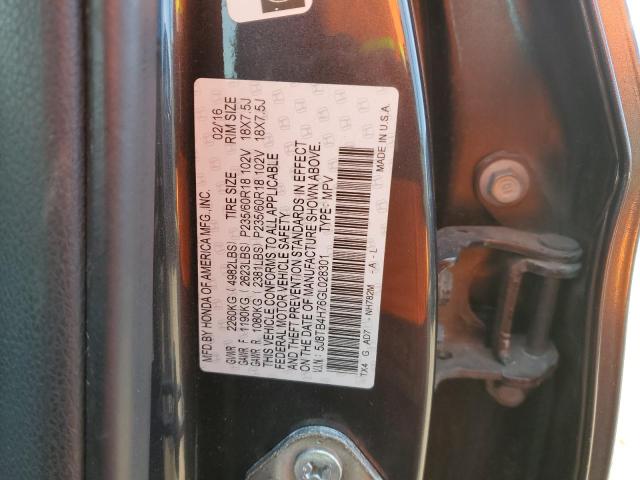 MFD.BY HONDA OF AMERICA MFG.,INC. 02/16
TIRE SIZE RIM SIZE
GVWR 2260KG (4982LBS)
GAWR F 1190KG (2623LBS) P235/60R18 102V 18X7.5J
GAWR R 1080KG (2381LBS) P235/60R18 102V 18X7.5J
THIS VEHICLE CONFORMS TO ALL APPLICABLE
FEDERAL MOTOR VEHICLE SAFETY
AND THEFT PREVENTION STANDARDS IN EFFECT
ON THE DATE OF MANUFACTURE SHOWN ABOVE.
V.I.N.: 5J8TB4H76GL028301 TYPE: MPV
TX4 G AD7 NH782M -A-L MADE IN U.S.A.